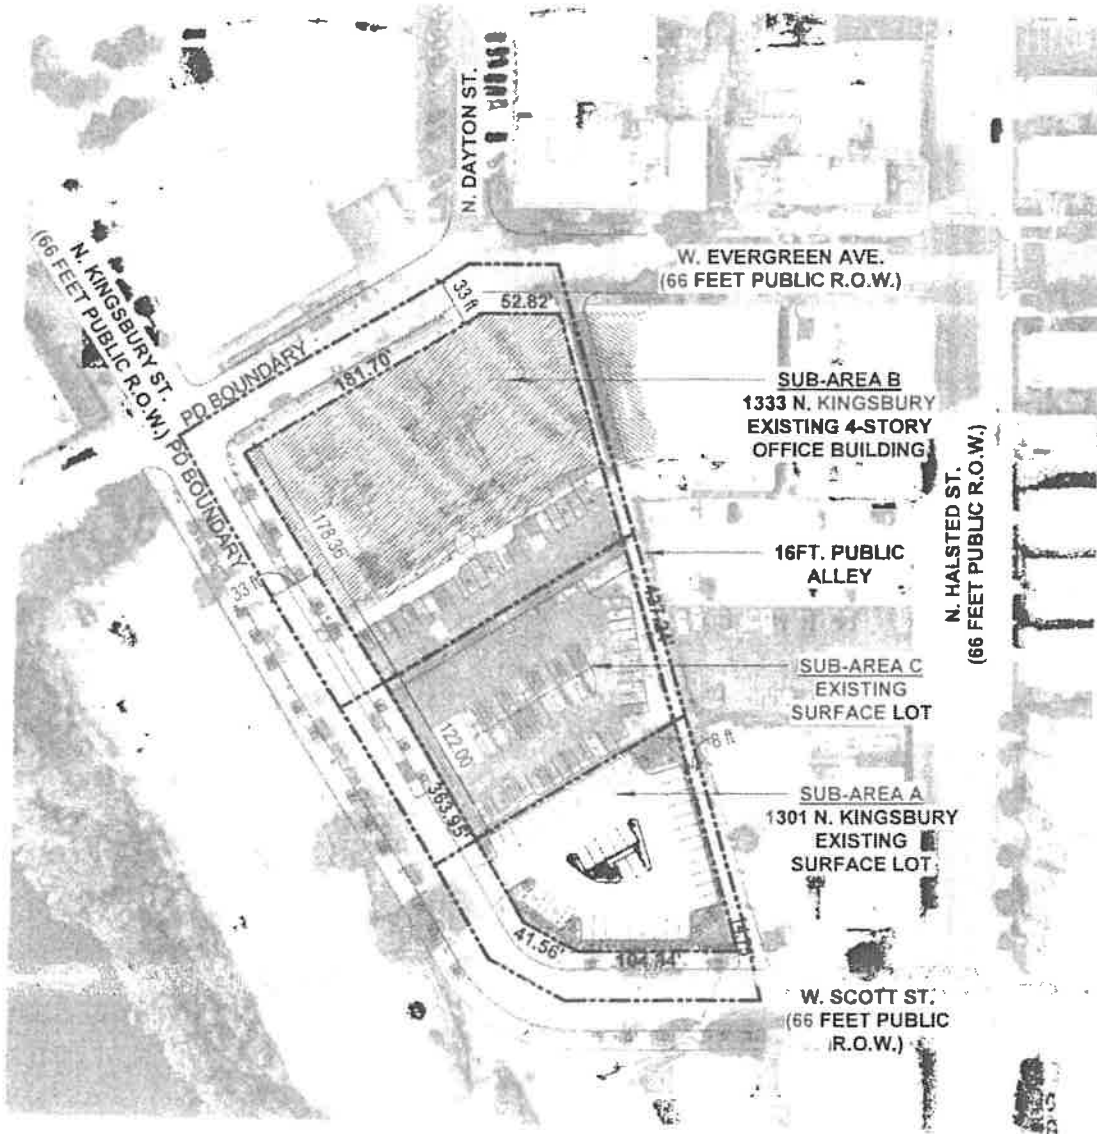 N. DAYTON ST.
W. EVERGREEN AVE.
(66 FEET PUBLIC R.O.W.)
N. KINGSBURY ST.
(66 FEET PUBLIC R.O.W.)
33 ft
52.82'
PD BOUNDARY
181.70'
PD BOUNDARY
SUB-AREA B
1333 N. KINGSBURY
EXISTING 4-STORY
OFFICE BUILDING
N. HALSTED ST.
(66 FEET PUBLIC R.O.W.)
178.36'
33 ft
16FT. PUBLIC
ALLEY
SUB-AREA C
EXISTING
SURFACE LOT
122.00
8 ft
363.95'
SUB-AREA A
1301 N. KINGSBURY
EXISTING
SURFACE LOT
41.56'
W. SCOTT ST.
(66 FEET PUBLIC
R.O.W.)